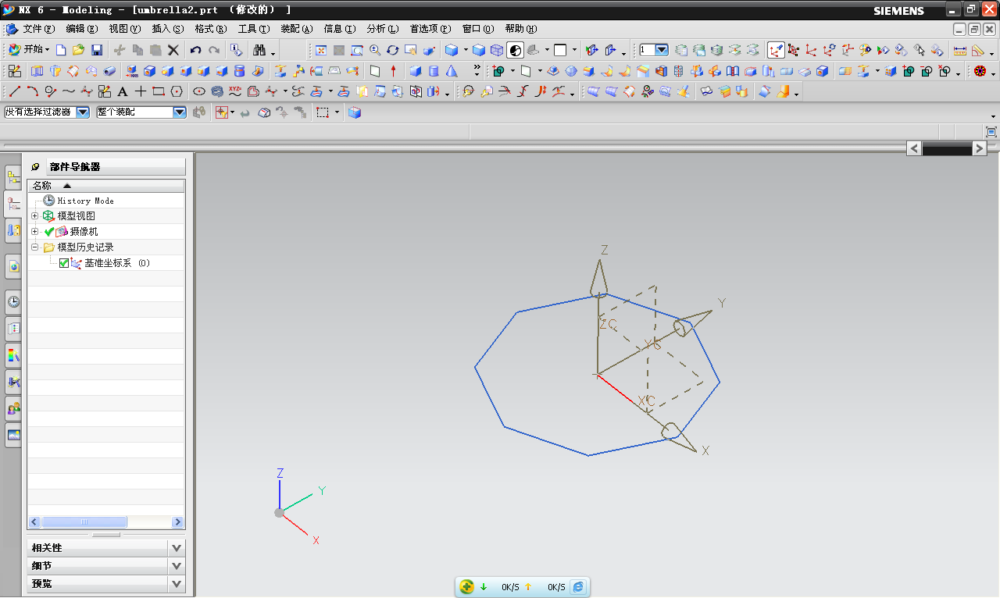 NX 6 - Modeling - [umbrella2.prt （修改的） ]
SIEMENS
文件(F) 编辑(E) 视图(V) 插入(S) 格式(R) 工具(T) 装配(A) 信息(I) 分析(L) 首选项(P) 窗口(O) 帮助(H)
开始
1
XYZ
A
没有选择过滤器 整个装配
部件导航器
名称
History Mode
模型视图
摄像机
模型历史记录
基准坐标系 (0)
Z
Y
ZC
YC
XC
X
Z
Y
X
相关性
细节
预览
0K/S 0K/S